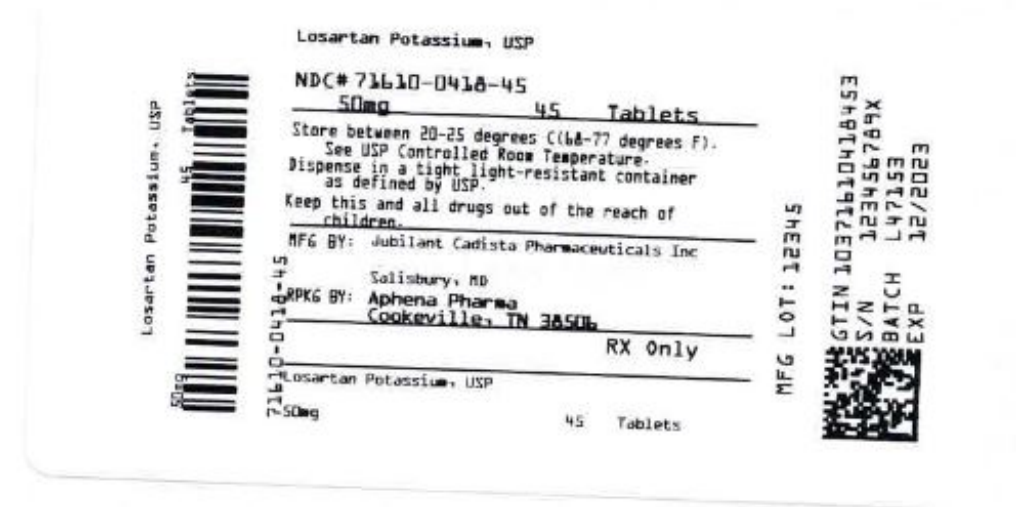 Losartan Potassium, USP
NDC# 71610-0418-45
50mg 45 Tablets
Store between 20-25 degrees C(68-77 degrees F).
See USP Controlled Room Temperature.
Dispense in a tight light-resistant container
as defined by USP.
Keep this and all drugs out of the reach of
children.
MFG BY: Jubilant Cadista Pharmaceuticals Inc
Salisbury, MD
RPKG BY: Aphena Pharma
Cookeville, TN 38506
RX Only
Losartan Potassium, USP
50mg 45 Tablets
Losartan Potassium, USP
50mg 45 Tablets
71610-0418-45
MFG LOT: 12345
GTIN 10371610418453
S/N 123456789X
BATCH L47153
EXP 12/2023